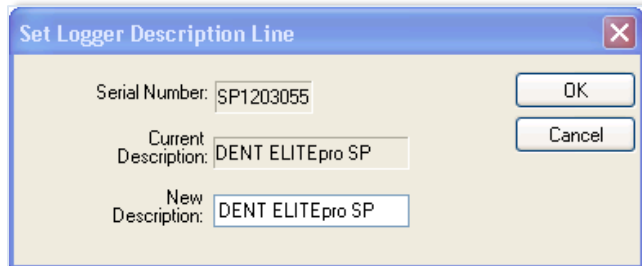 Set Logger Description Line
Serial Number: SP1203055
OK
Current
Description: DENT ELITEpro SP
Cancel
New
Description: DENT ELITEpro SP